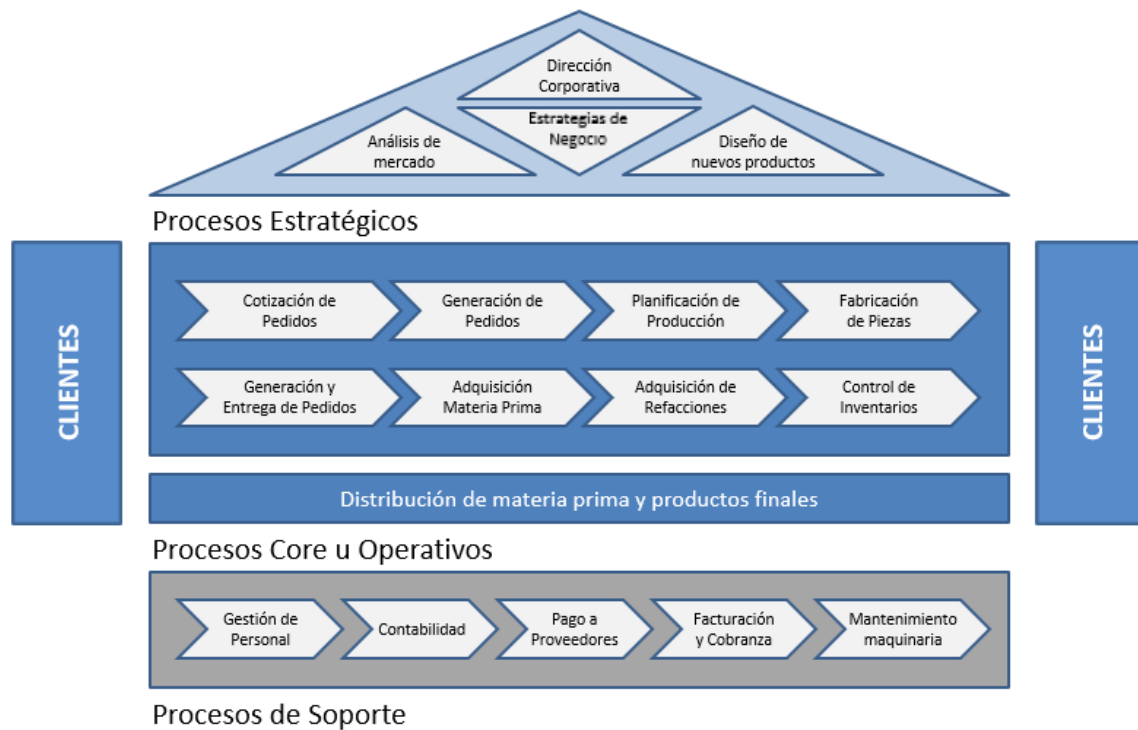 Dirección
Corporativa
Estrategias de
Negocio
Análisis de
mercado
Diseño de
nuevos productos
Procesos Estratégicos
CLIENTES
Cotización de
Pedidos
Generación de
Pedidos
Planificación de
Producción
Fabricación
de Piezas
Generación y
Entrega de Pedidos
Adquisición
Materia Prima
Adquisición de
Refacciones
Control de
Inventarios
CLIENTES
Distribución de materia prima y productos finales
Procesos Core u Operativos
Gestión de
Personal
Contabilidad
Pago a
Proveedores
Facturación
y Cobranza
Mantenimiento
maquinaria
Procesos de Soporte